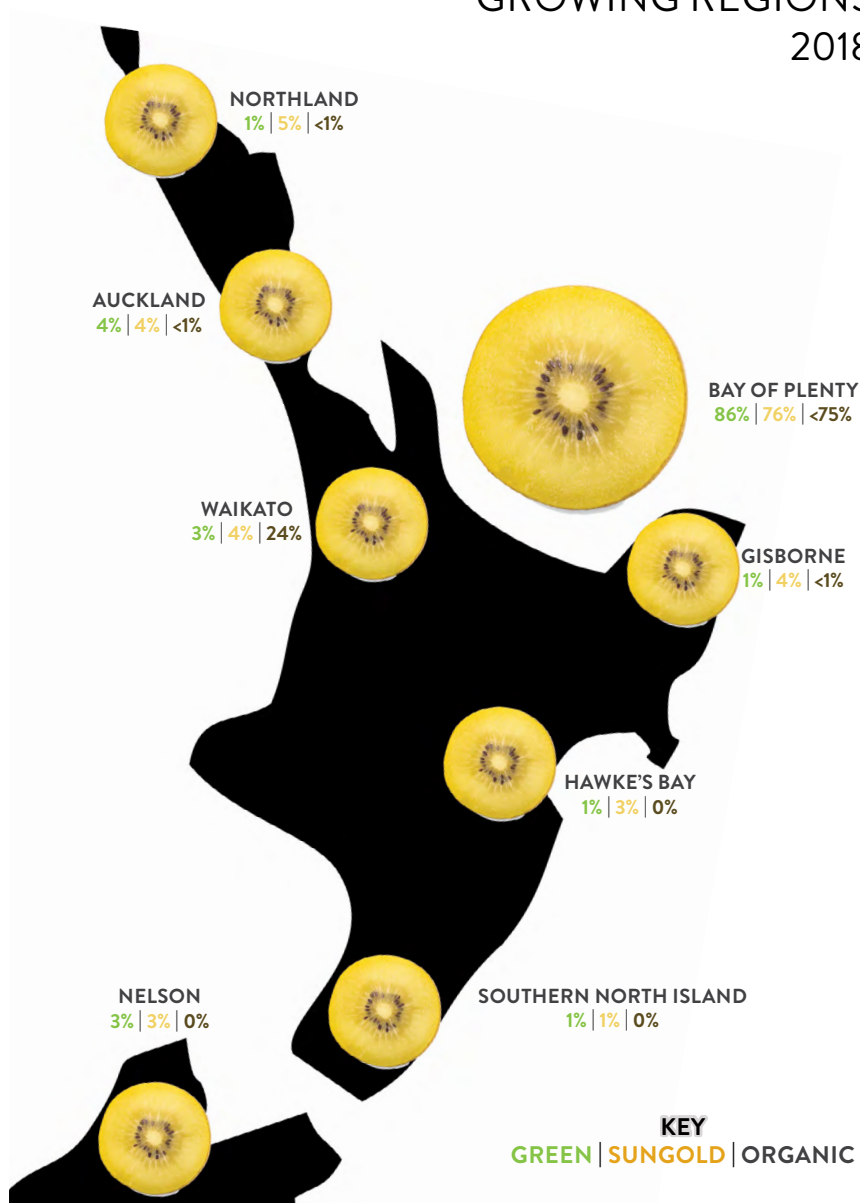 GROWING REGIONS
2018
NORTHLAND
1% | 5% | <1%
AUCKLAND
4% | 4% | <1%
BAY OF PLENTY
86% | 76% | <75%
WAIKATO
3% | 4% | 24%
GISBORNE
1% | 4% | <1%
HAWKE'S BAY
1% | 3% | 0%
NELSON
3% | 3% | 0%
SOUTHERN NORTH ISLAND
1% | 1% | 0%
KEY
GREEN | SUNGOLD | ORGANIC